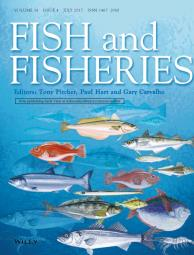 VOLUME 18 ISSUE 4 JULY 2017 ISSN 1467-2960
FISH and
FISHERIES
Editors: Tony Pitcher, Paul Hart and Gary Carvalho
WILEY